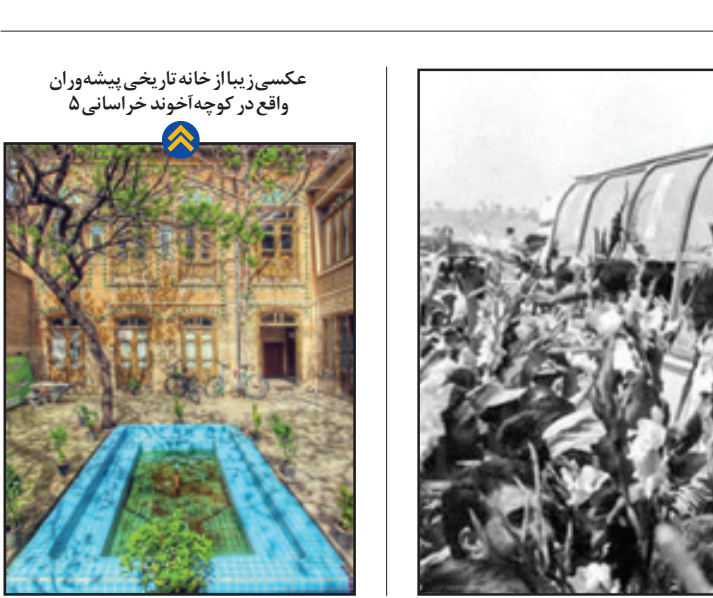 عکسی زیبا از خانه تاریخی پیشه‌وران
واقع در کوچه آخوند خراسانی ۵